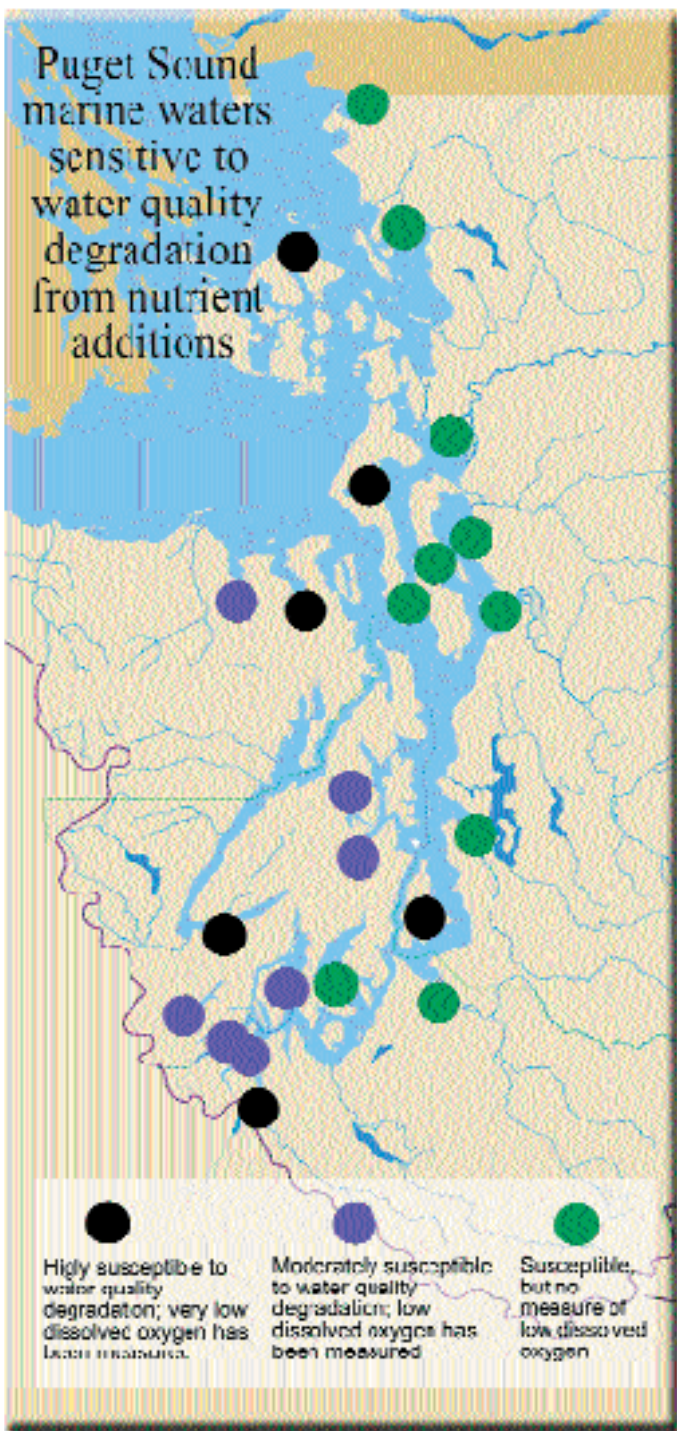 Puget Sound
marine waters
sensitive to
water quality
degradation
from nutrient
additions
Higly susceptible to
water quality
degradation; very low
dissolved oxygen has
been measured
Moderately susceptible
to water quality
degradation; low
dissolved oxygen has
been measured
Susceptible,
but no
measure of
low dissolved
oxygen